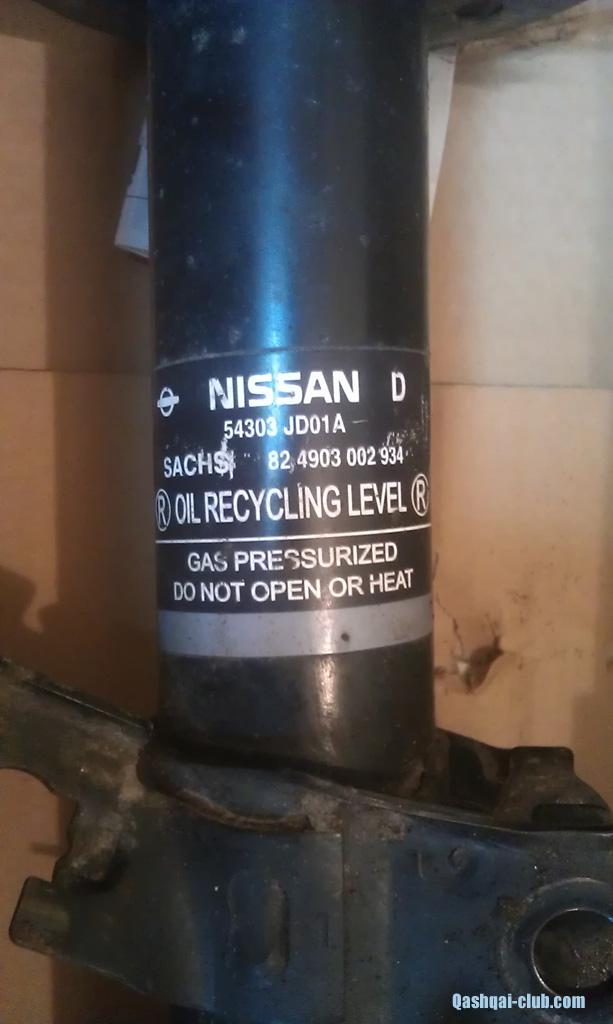 NISSAN D
54303 JD01A
SACHS 82 4903 002 934
® OIL RECYCLING LEVEL ®
GAS PRESSURIZED
DO NOT OPEN OR HEAT
Qashqai-club.com